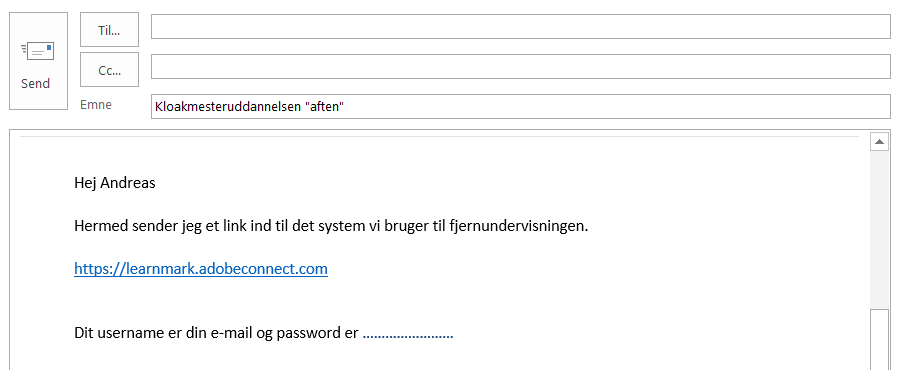 Til...
Send
Cc...
Emne
Kloakmesteruddannelsen "aften"
Hej Andreas
Hermed sender jeg et link ind til det system vi bruger til fjernundervisningen.
https://learnmark.adobeconnect.com
Dit username er din e-mail og password er ........................